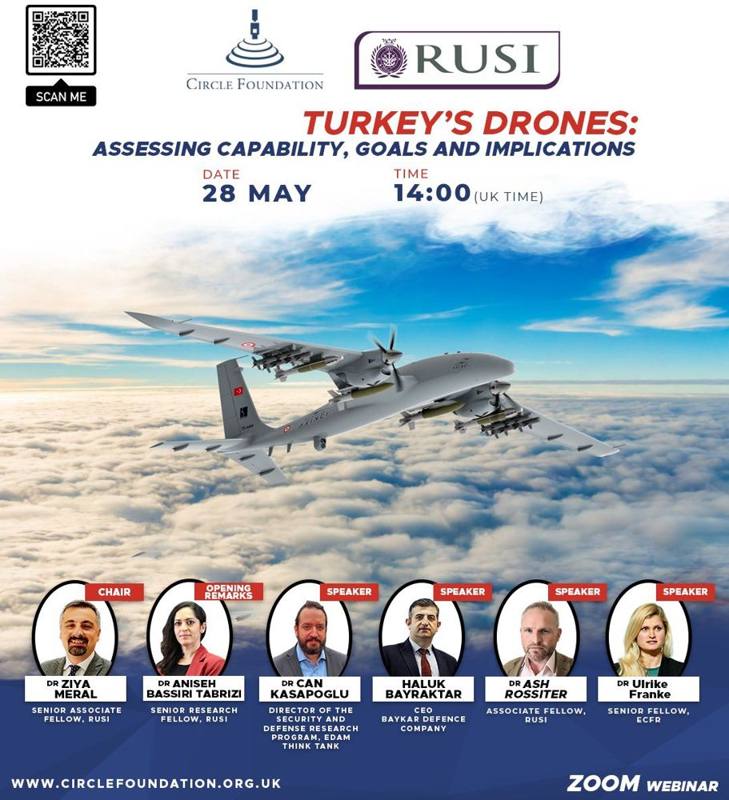 SCAN ME
CIRCLE FOUNDATION
RUSI
TURKEY'S DRONES:
ASSESSING CAPABILITY, GOALS AND IMPLICATIONS
DATE
28 MAY
TIME
14:00 (UK TIME)
CHAIR
DR ZIYA
MERAL
SENIOR ASSOCIATE
FELLOW, RUSI
OPENING
REMARKS
DR ANISEH
BASSIRI TABRIZI
SENIOR RESEARCH
FELLOW, RUSI
SPEAKER
DR CAN
KASAPOGLU
DIRECTOR OF THE
SECURITY AND
DEFENSE RESEARCH
PROGRAM, EDAM
THINK TANK
SPEAKER
HALUK
BAYRAKTAR
CEO
BAYKAR DEFENCE
COMPANY
SPEAKER
DR ASH
ROSSITER
ASSOCIATE FELLOW,
RUSI
SPEAKER
DR Ulrike
Franke
SENIOR FELLOW,
ECFR
WWW.CIRCLEFOUNDATION.ORG.UK
ZOOM WEBINAR